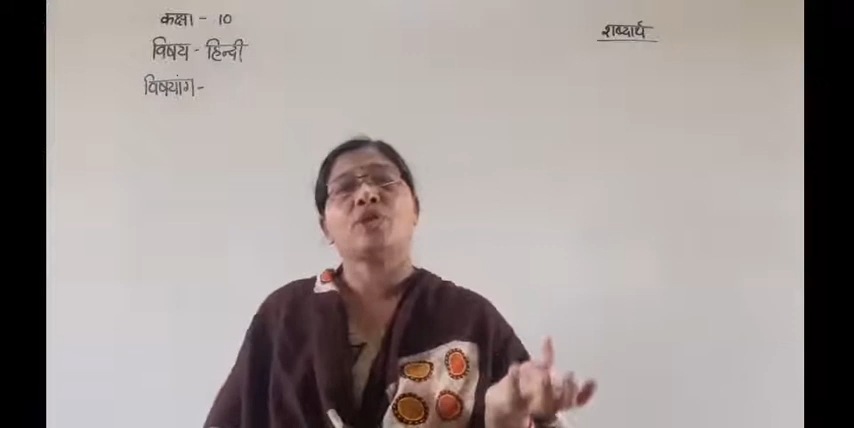 कक्षा - 10
विषय - हिन्दी
विषयांग -
शब्दार्थ